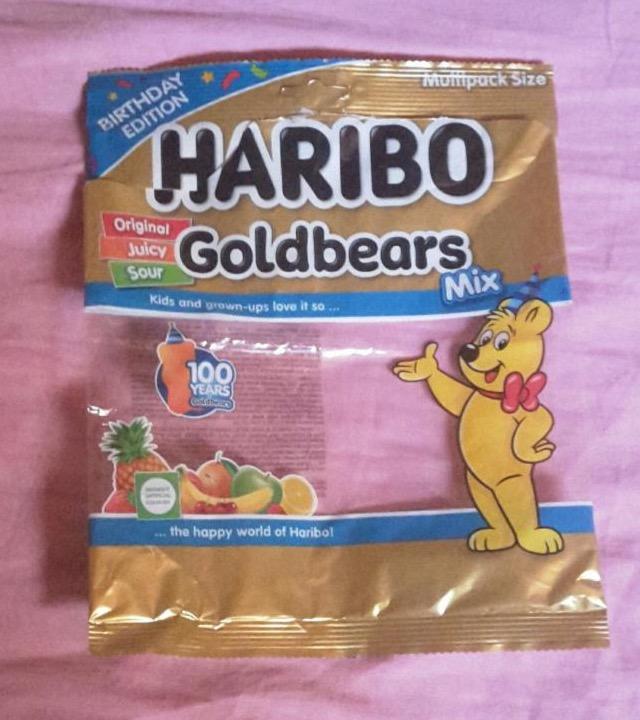 BIRTHDAY
EDITION
Multipack Size
HARIBO
Original
Juicy
Sour
Goldbears
Mix
Kids and grown-ups love it so ...
100
YEARS
Goldbears
... the happy world of Haribo!